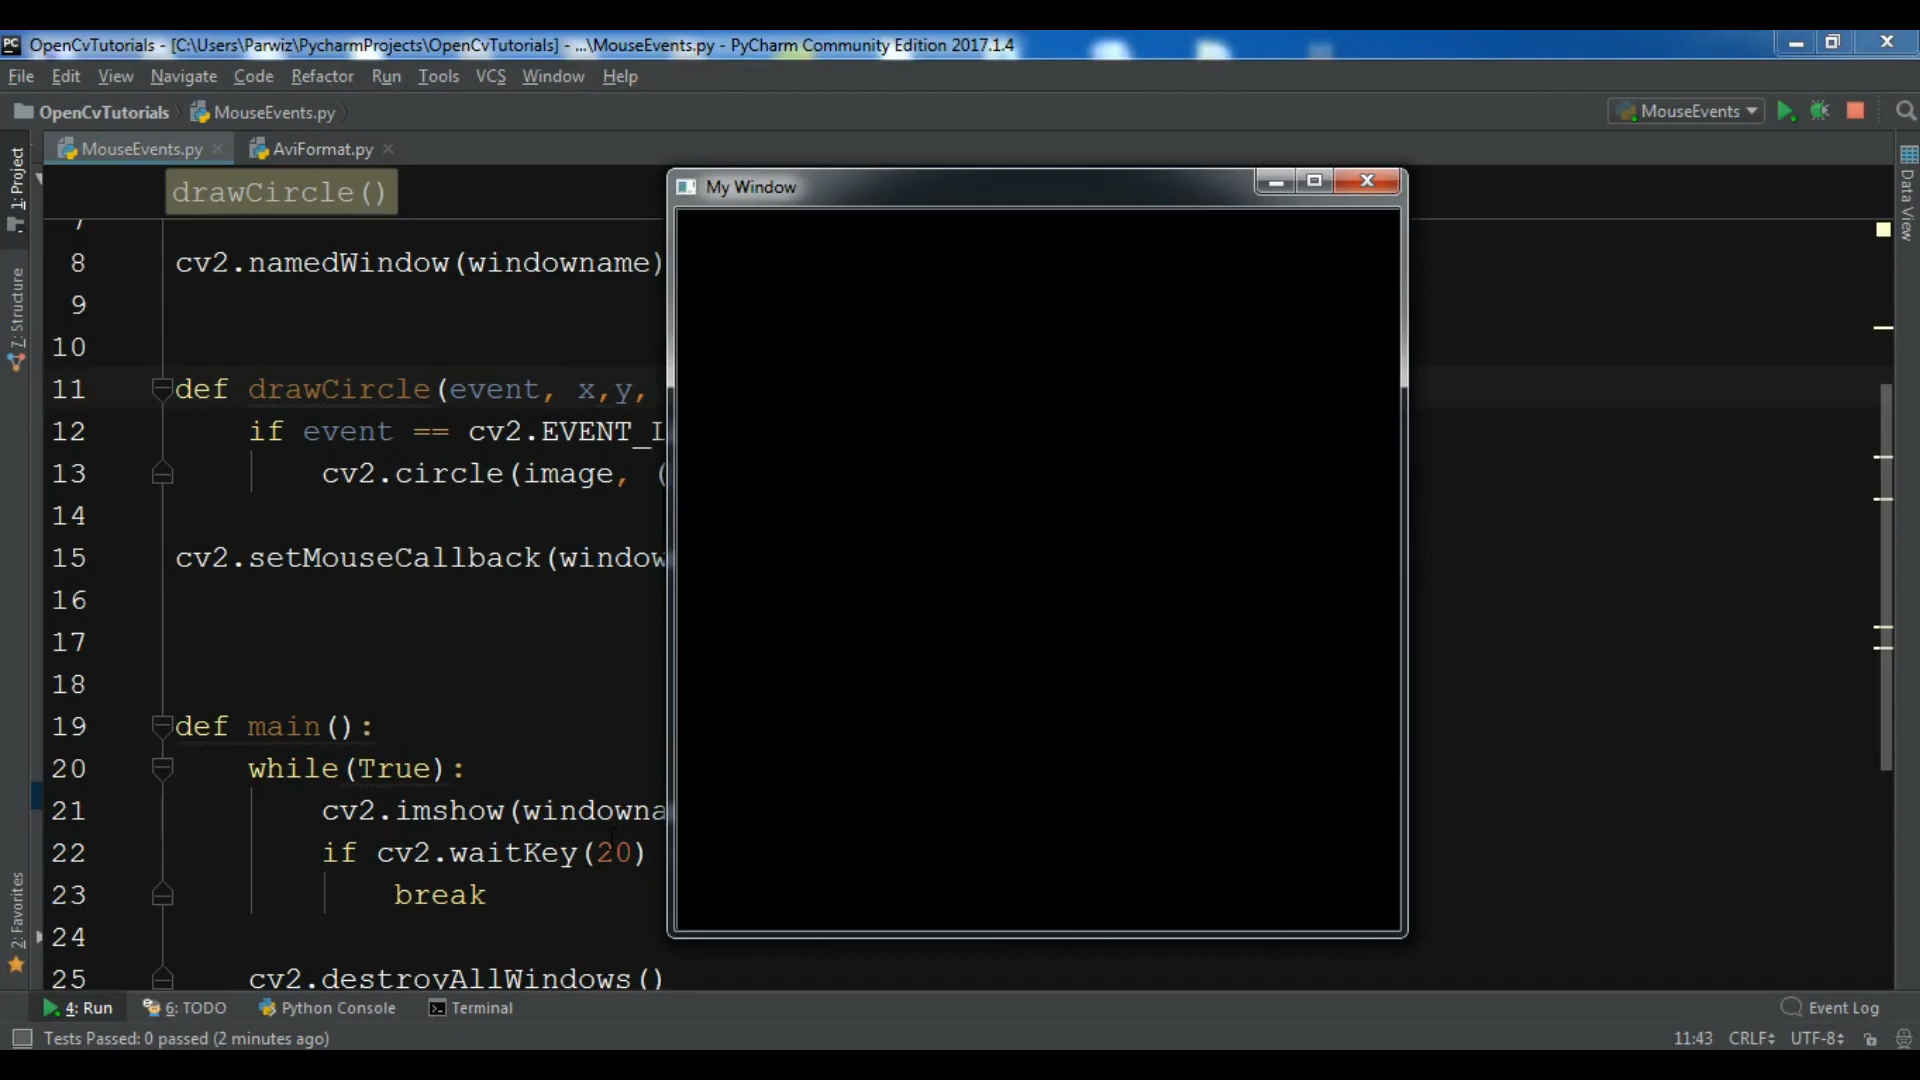 PC OpenCvTutorials - [C:\Users\Parwiz\PycharmProjects\OpenCvTutorials] - ...\MouseEvents.py - PyCharm Community Edition 2017.1.4
File Edit View Navigate Code Refactor Run Tools VCS Window Help
OpenCvTutorials MouseEvents.py MouseEvents
MouseEvents.py AviFormat.py
1: Project
7: Structure
2: Favorites
Data View
drawCircle()
My Window
7
8 cv2.namedWindow(windowname)
9
10
11 def drawCircle(event, x,y,
12 if event == cv2.EVENT_
13 cv2.circle(image, (
14
15 cv2.setMouseCallback(window
16
17
18
19 def main():
20 while(True):
21 cv2.imshow(windowna
22 if cv2.waitKey(20)
23 break
24
25 cv2.destroyAllWindows()
4: Run 6: TODO Python Console Terminal Event Log
Tests Passed: 0 passed (2 minutes ago) 11:43 CRLF UTF-8